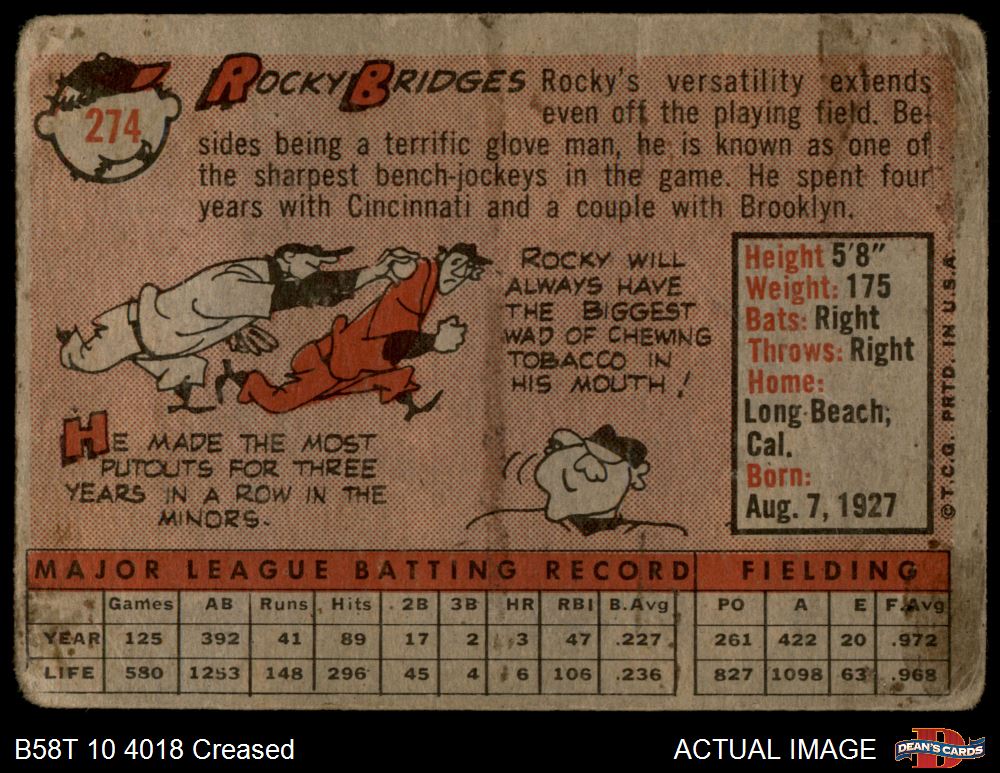 274
ROCKY BRIDGES
Rocky's versatility extends
even off the playing field. Be-
sides being a terrific glove man, he is known as one of
the sharpest bench-jockeys in the game. He spent four
years with Cincinnati and a couple with Brooklyn.
ROCKY WILL
ALWAYS HAVE
THE BIGGEST
WAD OF CHEWING
TOBACCO IN
HIS MOUTH!
HE MADE THE MOST
PUTOUTS FOR THREE
YEARS IN A ROW IN THE
MINORS.
Height 5'8"
Weight: 175
Bats: Right
Throws: Right
Home:
Long Beach,
Cal.
Born:
Aug. 7, 1927
©T.C.G. PRTD. IN U.S.A.
MAJOR LEAGUE BATTING RECORD FIELDING
Games AB Runs Hits 2B 3B HR RBI B.Avg PO A E F.Avg
YEAR 125 392 41 89 17 2 3 47 .227 261 422 20 .972
LIFE 580 1253 148 296 45 4 6 106 .236 827 1098 63 .968
B58T 10 4018 Creased
ACTUAL IMAGE
D
DEAN'S CARDS